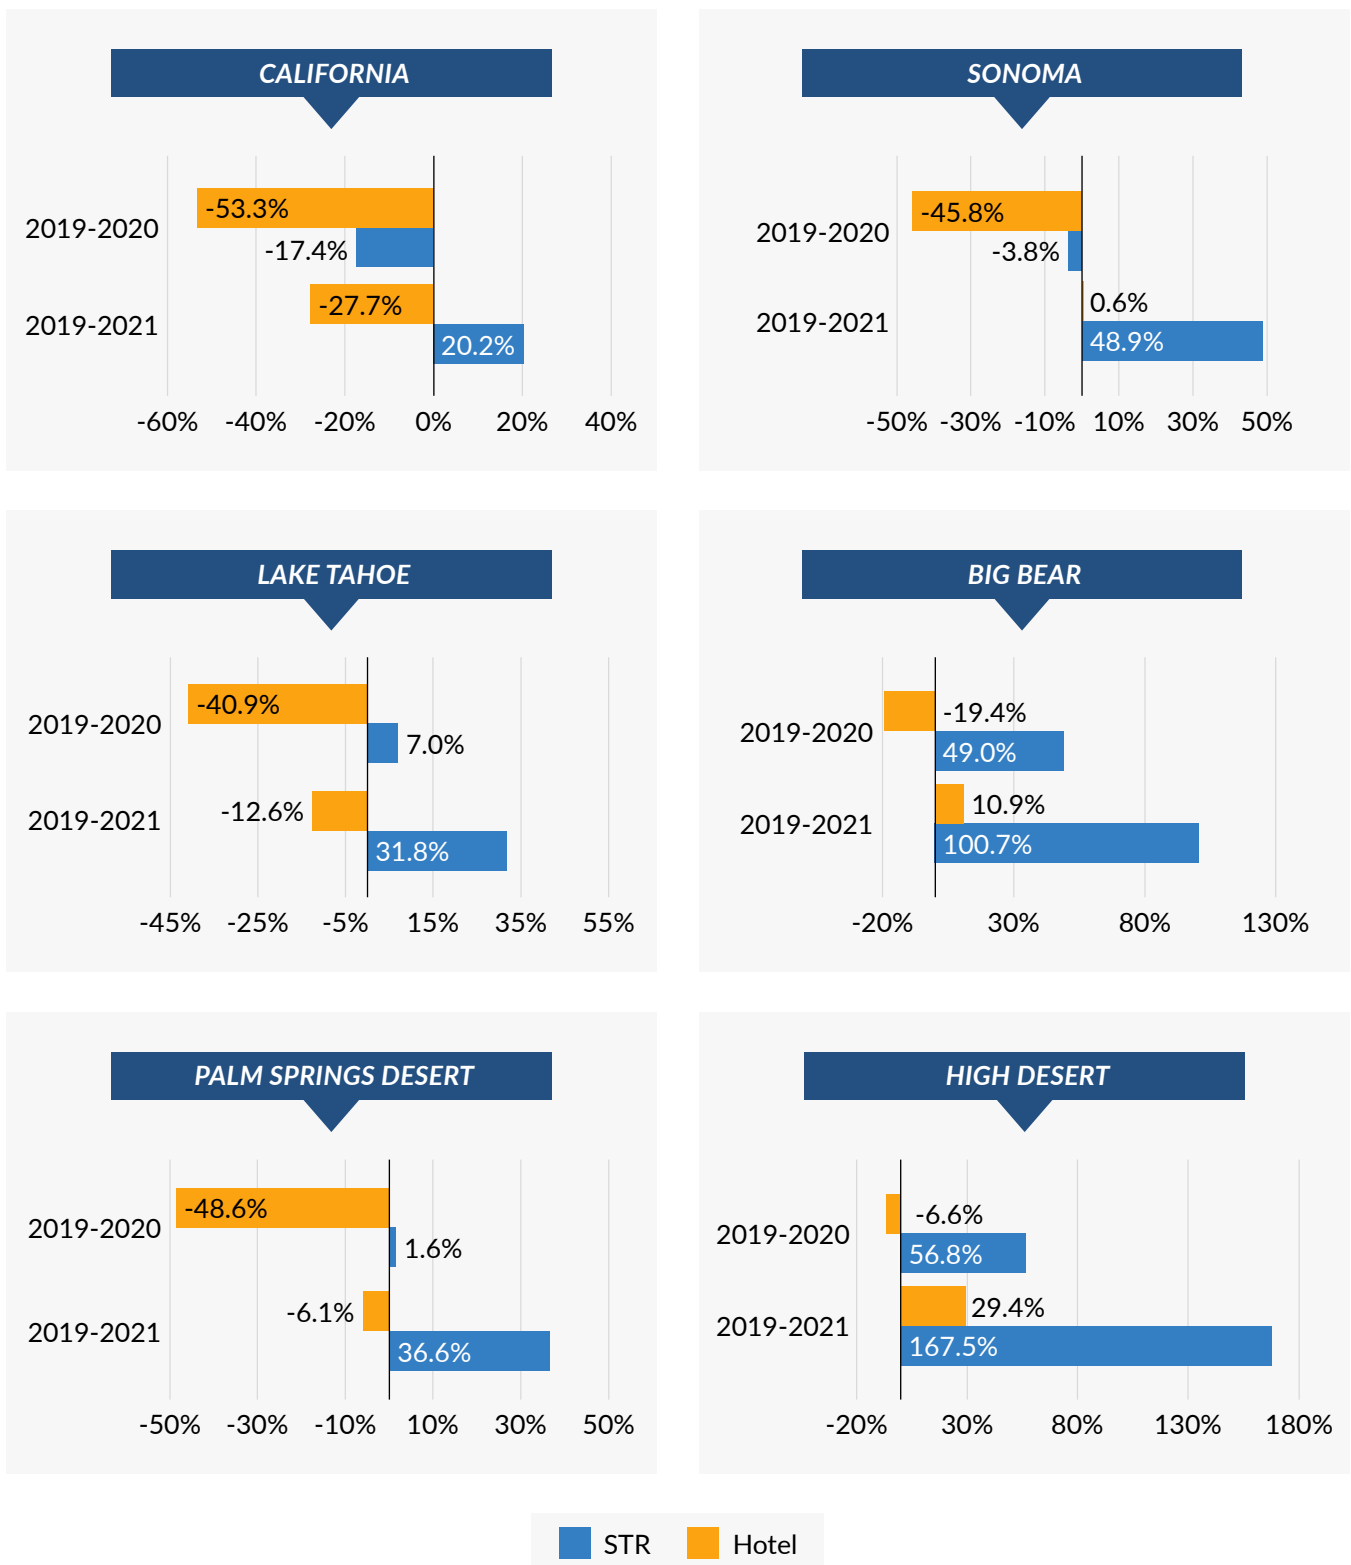 CALIFORNIA
2019-2020
-53.3%
-17.4%
2019-2021
-27.7%
20.2%
-60% -40% -20% 0% 20% 40%
SONOMA
2019-2020
-45.8%
-3.8%
2019-2021
0.6%
48.9%
-50% -30% -10% 10% 30% 50%
LAKE TAHOE
2019-2020
-40.9%
7.0%
2019-2021
-12.6%
31.8%
-45% -25% -5% 15% 35% 55%
BIG BEAR
2019-2020
-19.4%
49.0%
2019-2021
10.9%
100.7%
-20% 30% 80% 130%
PALM SPRINGS DESERT
2019-2020
-48.6%
1.6%
2019-2021
-6.1%
36.6%
-50% -30% -10% 10% 30% 50%
HIGH DESERT
2019-2020
-6.6%
56.8%
2019-2021
29.4%
167.5%
-20% 30% 80% 130% 180%
STR Hotel